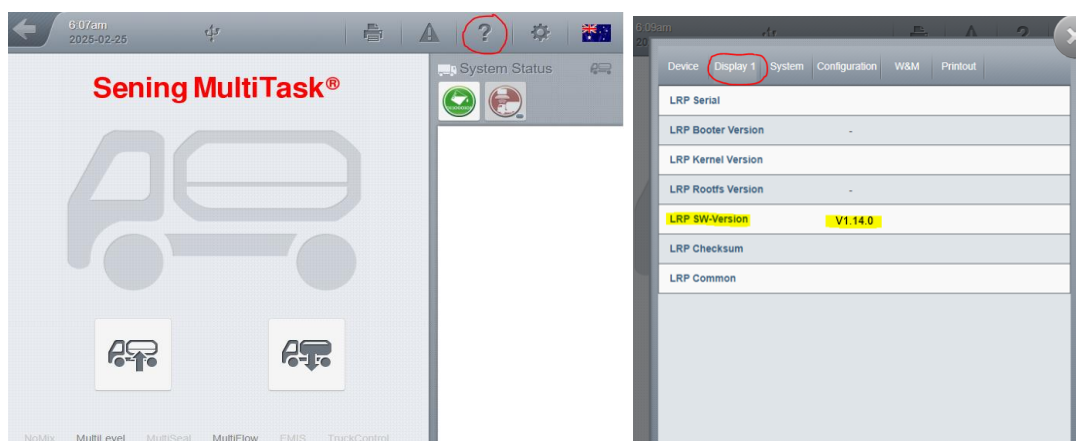 6:07am
2025-02-25
?
Sening MultiTask®
System Status
NoMix MultiLevel MultiSeal MultiFlow EMIS TruckControl
6:09am
20
?
Device Display 1 System Configuration W&M Printout
LRP Serial
LRP Booter Version -
LRP Kernel Version
LRP Rootfs Version -
LRP SW-Version V1.14.0
LRP Checksum
LRP Common